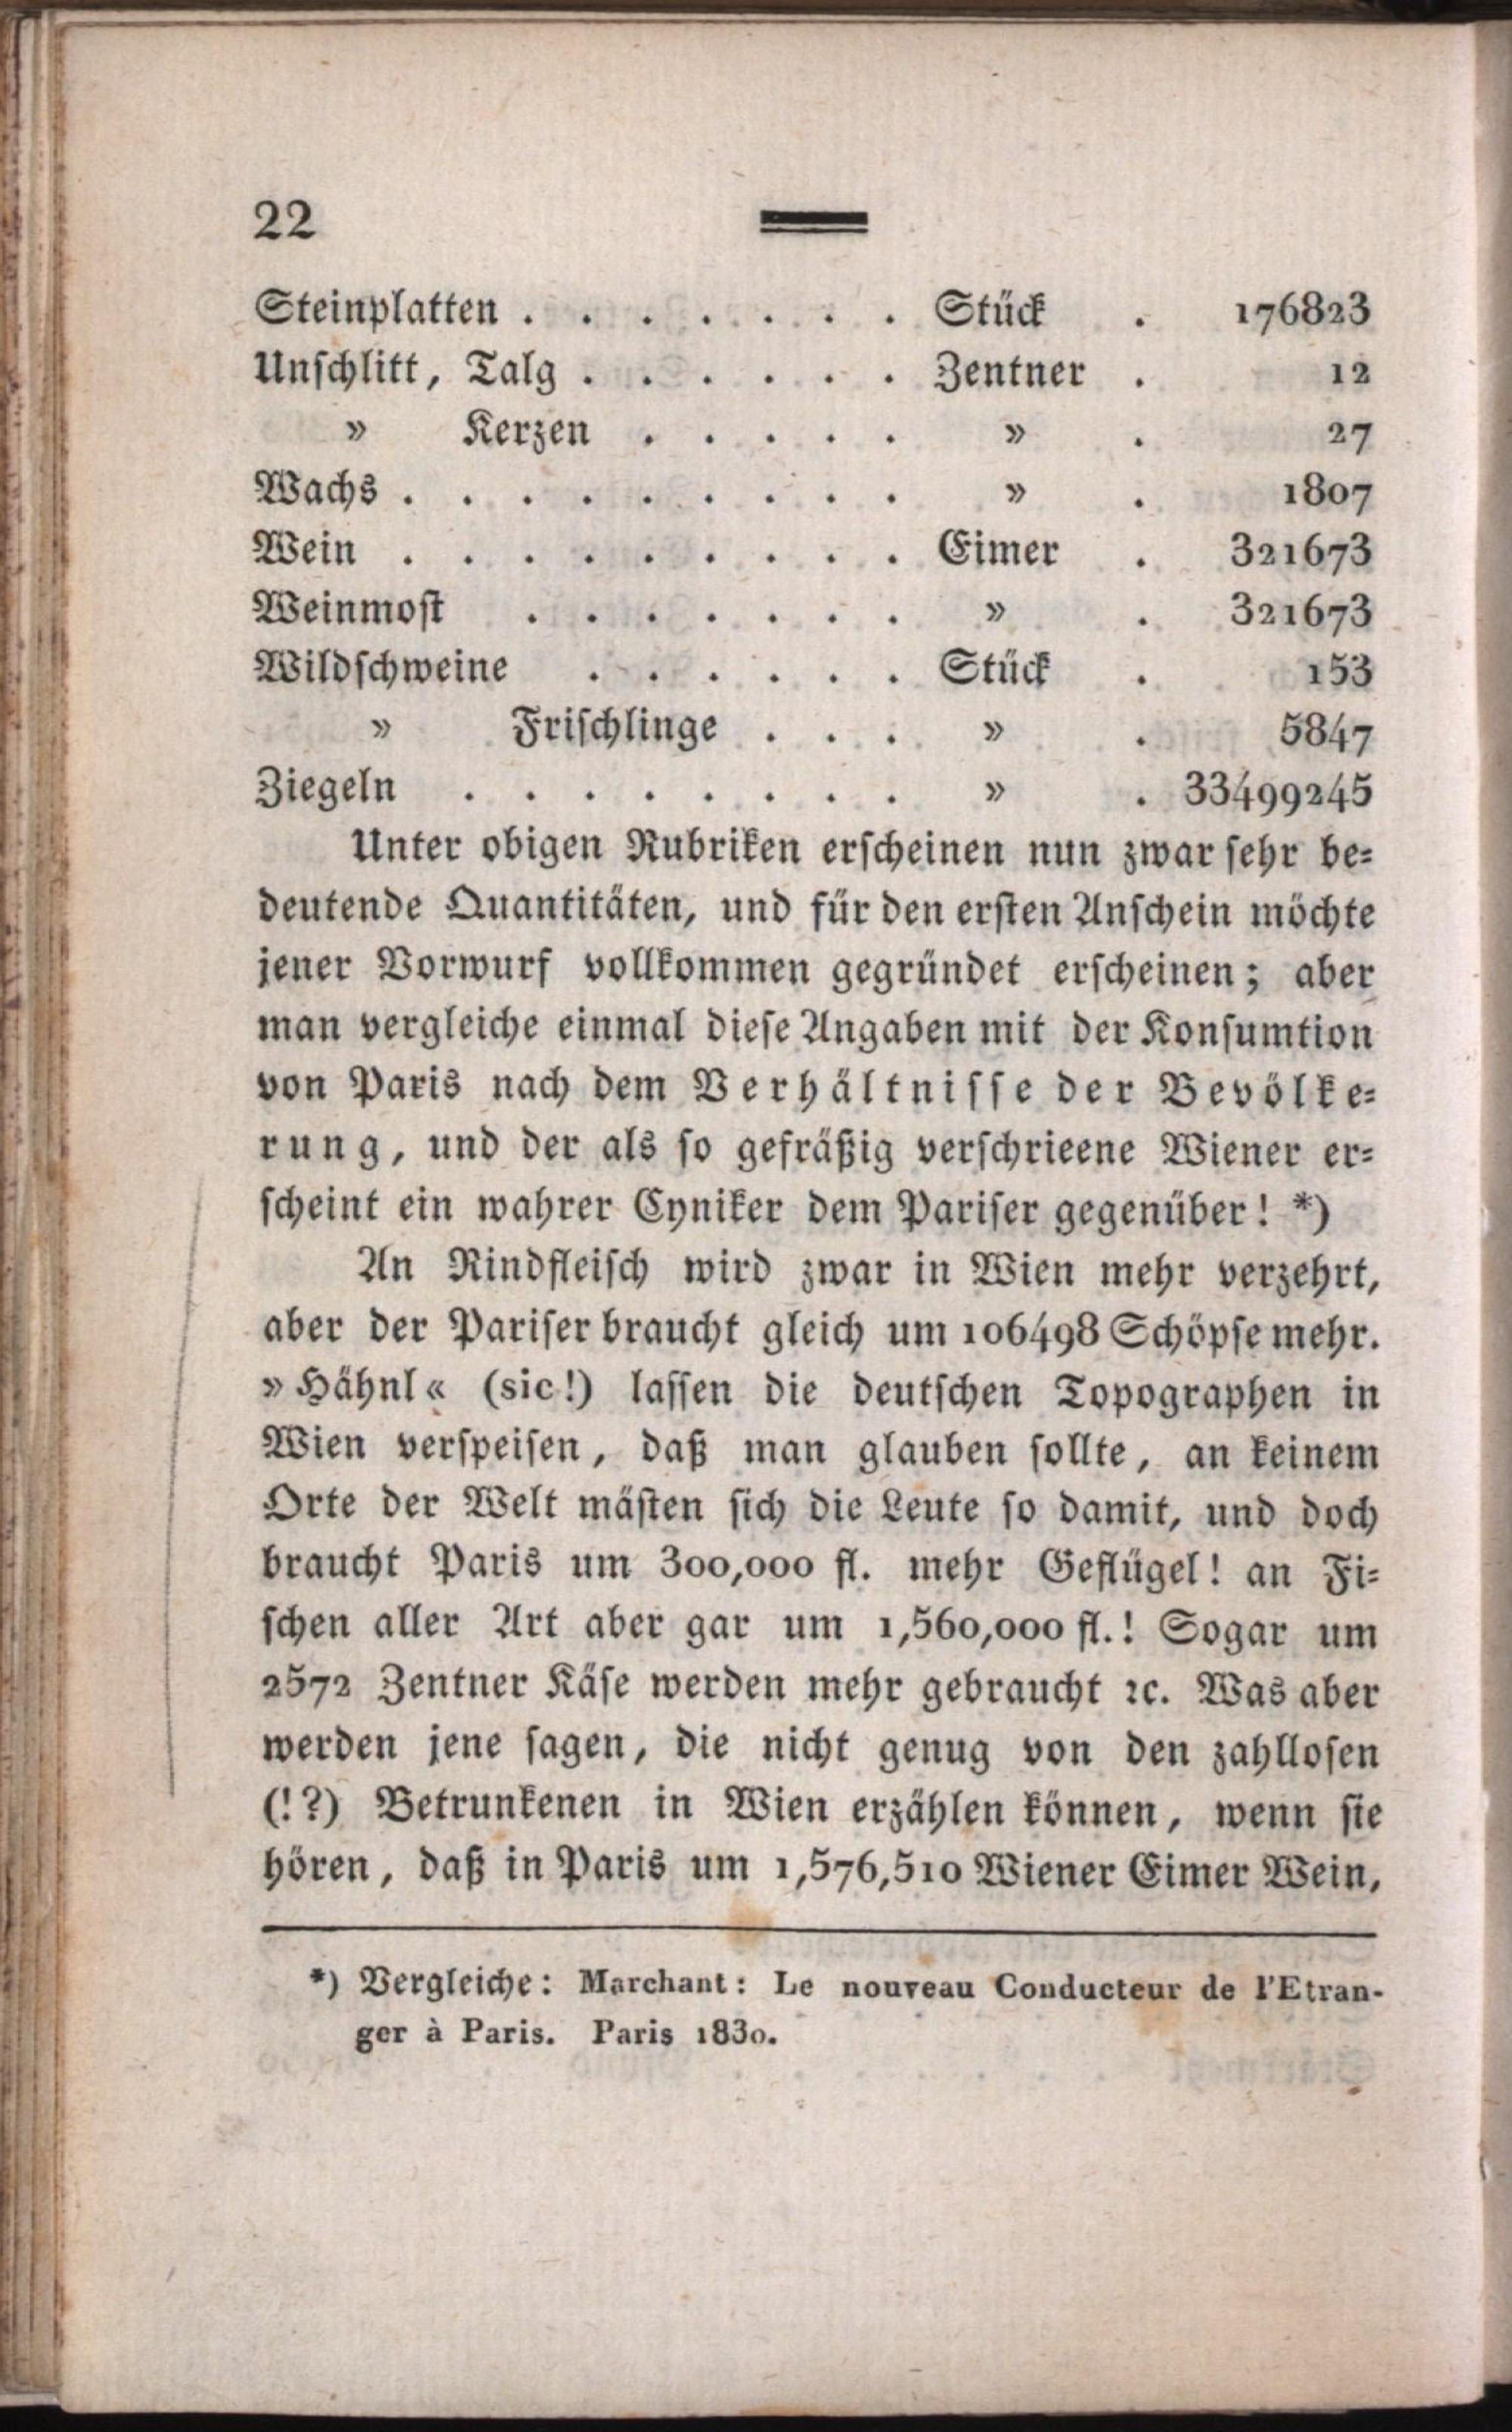 22
Steinplatten . . . . . . . Stück . 176823
Unschlitt, Talg . . . . . . Zentner . 12
» Kerzen . . . . . » . 27
Wachs . . . . . . . . . » . 1807
Wein . . . . . . . . . Eimer . 321673
Weinmost . . . . . . . » . 321673
Wildschweine . . . . . . Stück . 153
» Frischlinge . . . » . 5847
Ziegeln . . . . . . . . » . 33499245
Unter obigen Rubriken erscheinen nun zwar sehr be-
deutende Quantitäten, und für den ersten Anschein möchte
jener Vorwurf vollkommen gegründet erscheinen; aber
man vergleiche einmal diese Angaben mit der Konsumtion
von Paris nach dem Verhältnisse der Bevölke-
rung, und der als so gefräßig verschrieene Wiener er-
scheint ein wahrer Cyniker dem Pariser gegenüber! *)
An Rindfleisch wird zwar in Wien mehr verzehrt,
aber der Pariser braucht gleich um 106498 Schöpse mehr.
»Hähnl« (sic!) lassen die deutschen Topographen in
Wien verspeisen, daß man glauben sollte, an keinem
Orte der Welt mästen sich die Leute so damit, und doch
braucht Paris um 300,000 fl. mehr Geflügel! an Fi-
schen aller Art aber gar um 1,560,000 fl.! Sogar um
2572 Zentner Käse werden mehr gebraucht ꝛc. Was aber
werden jene sagen, die nicht genug von den zahllosen
(!?) Betrunkenen in Wien erzählen können, wenn sie
hören, daß in Paris um 1,576,510 Wiener Eimer Wein,
*) Vergleiche: Marchant: Le nouveau Conducteur de l'Etran-
ger à Paris. Paris 1830.